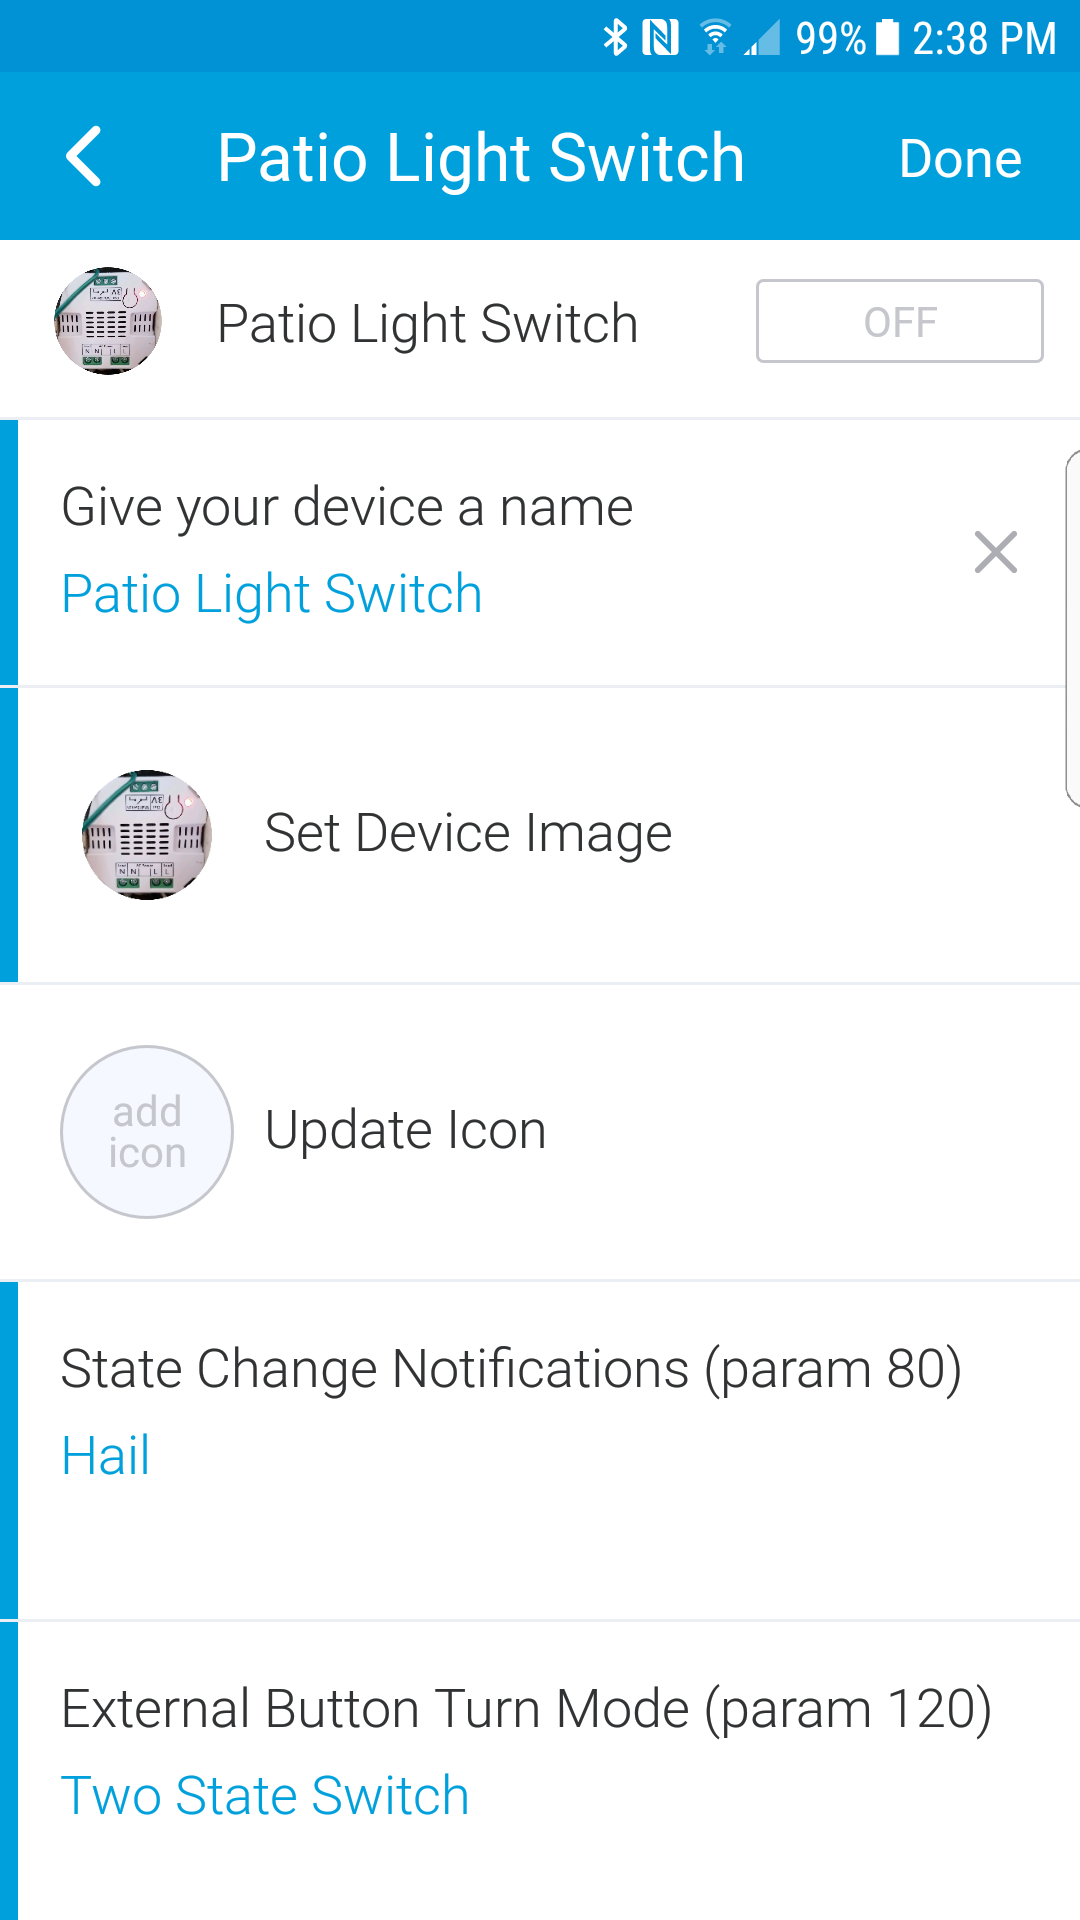 99% 2:38 PM
Patio Light Switch Done
Patio Light Switch OFF
Give your device a name
Patio Light Switch
Set Device Image
add
icon
Update Icon
State Change Notifications (param 80)
Hail
External Button Turn Mode (param 120)
Two State Switch